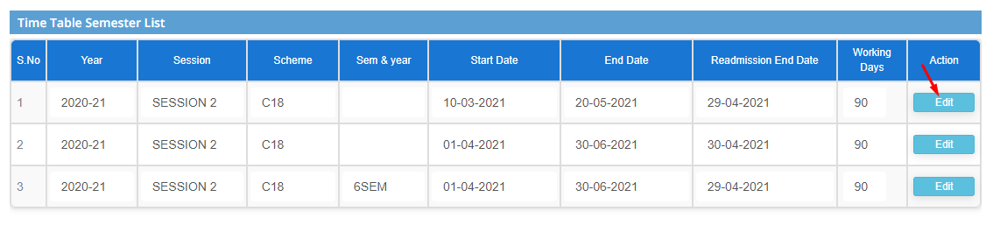 Time Table Semester List
S.No Year Session Scheme Sem & year Start Date End Date Readmission End Date Working Days Action
1 2020-21 SESSION 2 C18 10-03-2021 20-05-2021 29-04-2021 90 Edit
2 2020-21 SESSION 2 C18 01-04-2021 30-06-2021 30-04-2021 90 Edit
3 2020-21 SESSION 2 C18 6SEM 01-04-2021 30-06-2021 29-04-2021 90 Edit